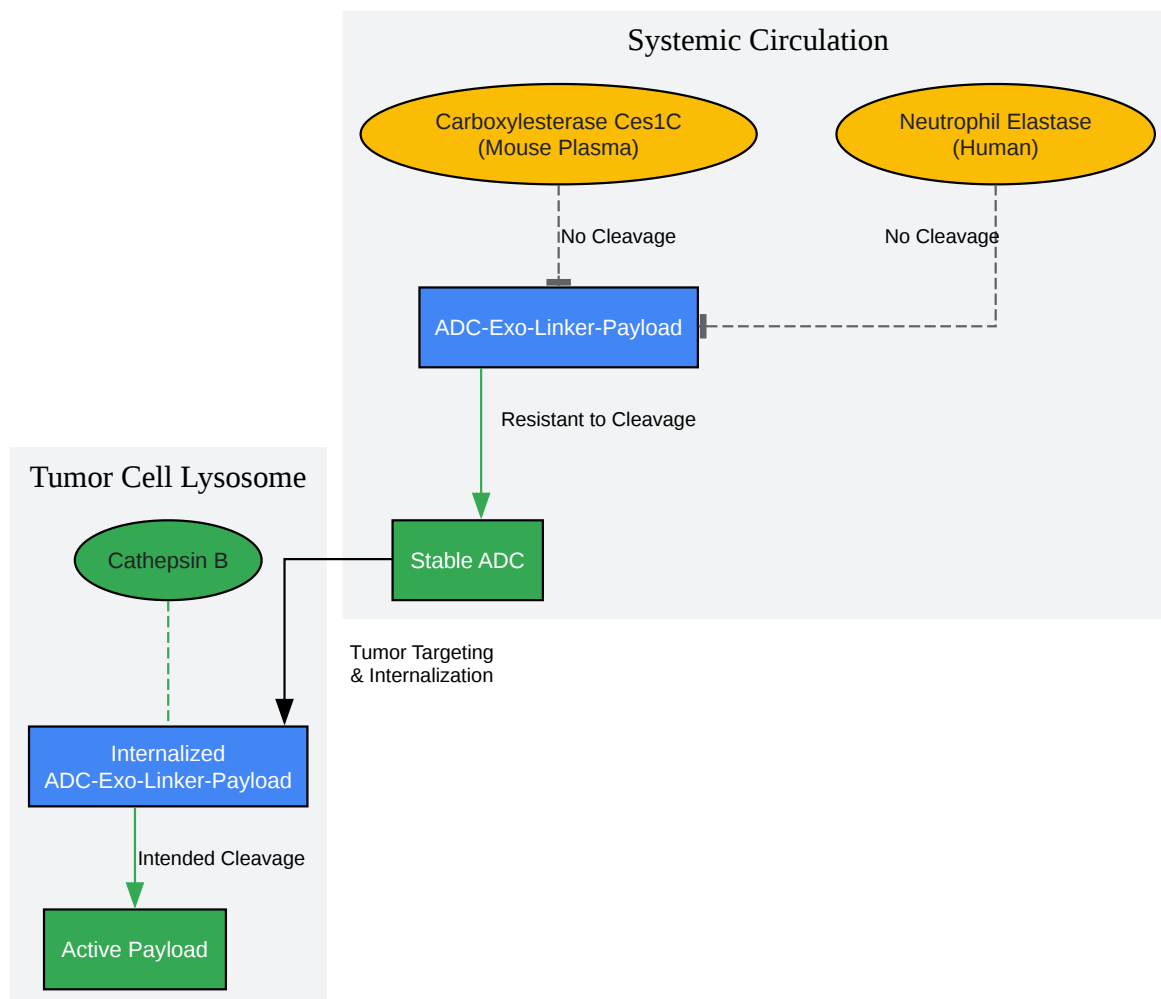 Systemic Circulation
Carboxylesterase Ces1C
(Mouse Plasma)
Neutrophil Elastase
(Human)
No Cleavage
No Cleavage
ADC-Exo-Linker-Payload
Resistant to Cleavage
Stable ADC
Tumor Targeting
& Internalization
Tumor Cell Lysosome
Cathepsin B
Internalized
ADC-Exo-Linker-Payload
Intended Cleavage
Active Payload